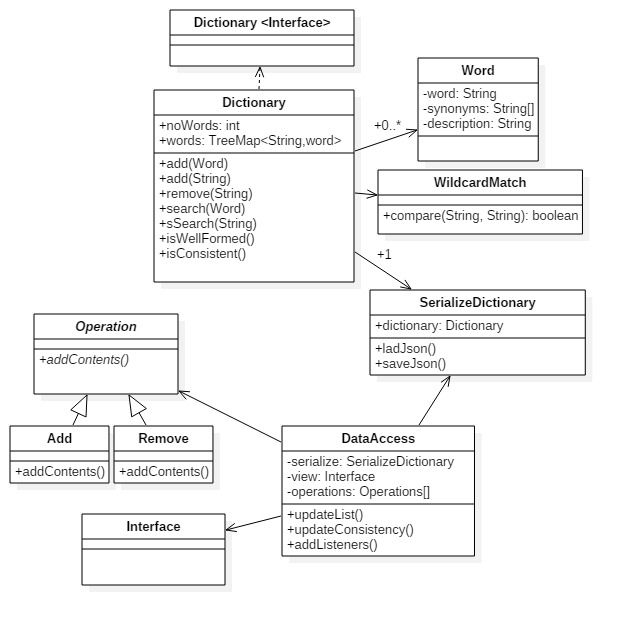 Dictionary <Interface>
Dictionary
+noWords: int
+words: TreeMap<String,word>
+add(Word)
+add(String)
+remove(String)
+search(Word)
+sSearch(String)
+isWellFormed()
+isConsistent()
+0..*
Word
-word: String
-synonyms: String[]
-description: String
WildcardMatch
+compare(String, String): boolean
+1
SerializeDictionary
+dictionary: Dictionary
+ladJson()
+saveJson()
Operation
+addContents()
Add
+addContents()
Remove
+addContents()
DataAccess
-serialize: SerializeDictionary
-view: Interface
-operations: Operations[]
+updateList()
+updateConsistency()
+addListeners()
Interface